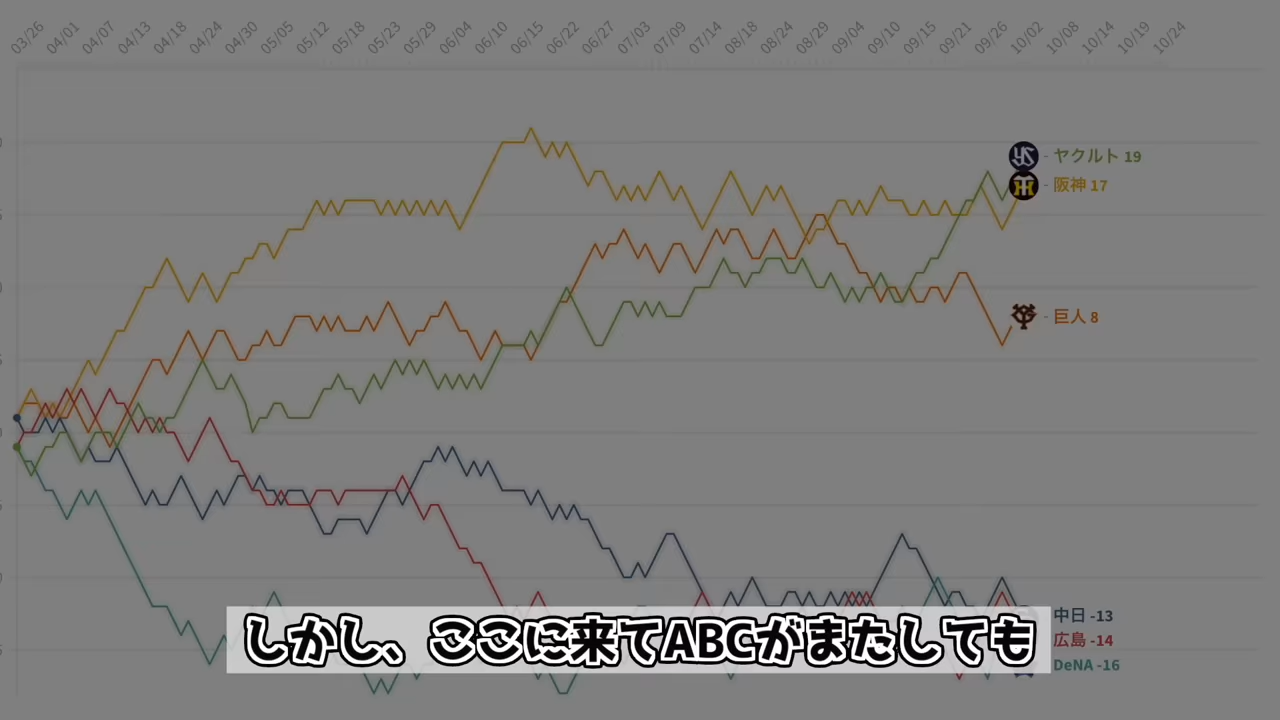 03/26 04/01 04/07 04/13 04/18 04/24 04/30 05/05 05/12 05/18 05/23 05/29 06/04 06/10 06/15 06/22 06/27 07/03 07/09 07/14 08/18 08/24 08/29 09/04 09/10 09/15 09/21 09/26 10/02 10/08 10/14 10/19 10/24
ヤクルト 19
阪神 17
巨人 8
中日 -13
広島 -14
DeNA -16
しかし、ここに来てABCがまたしても